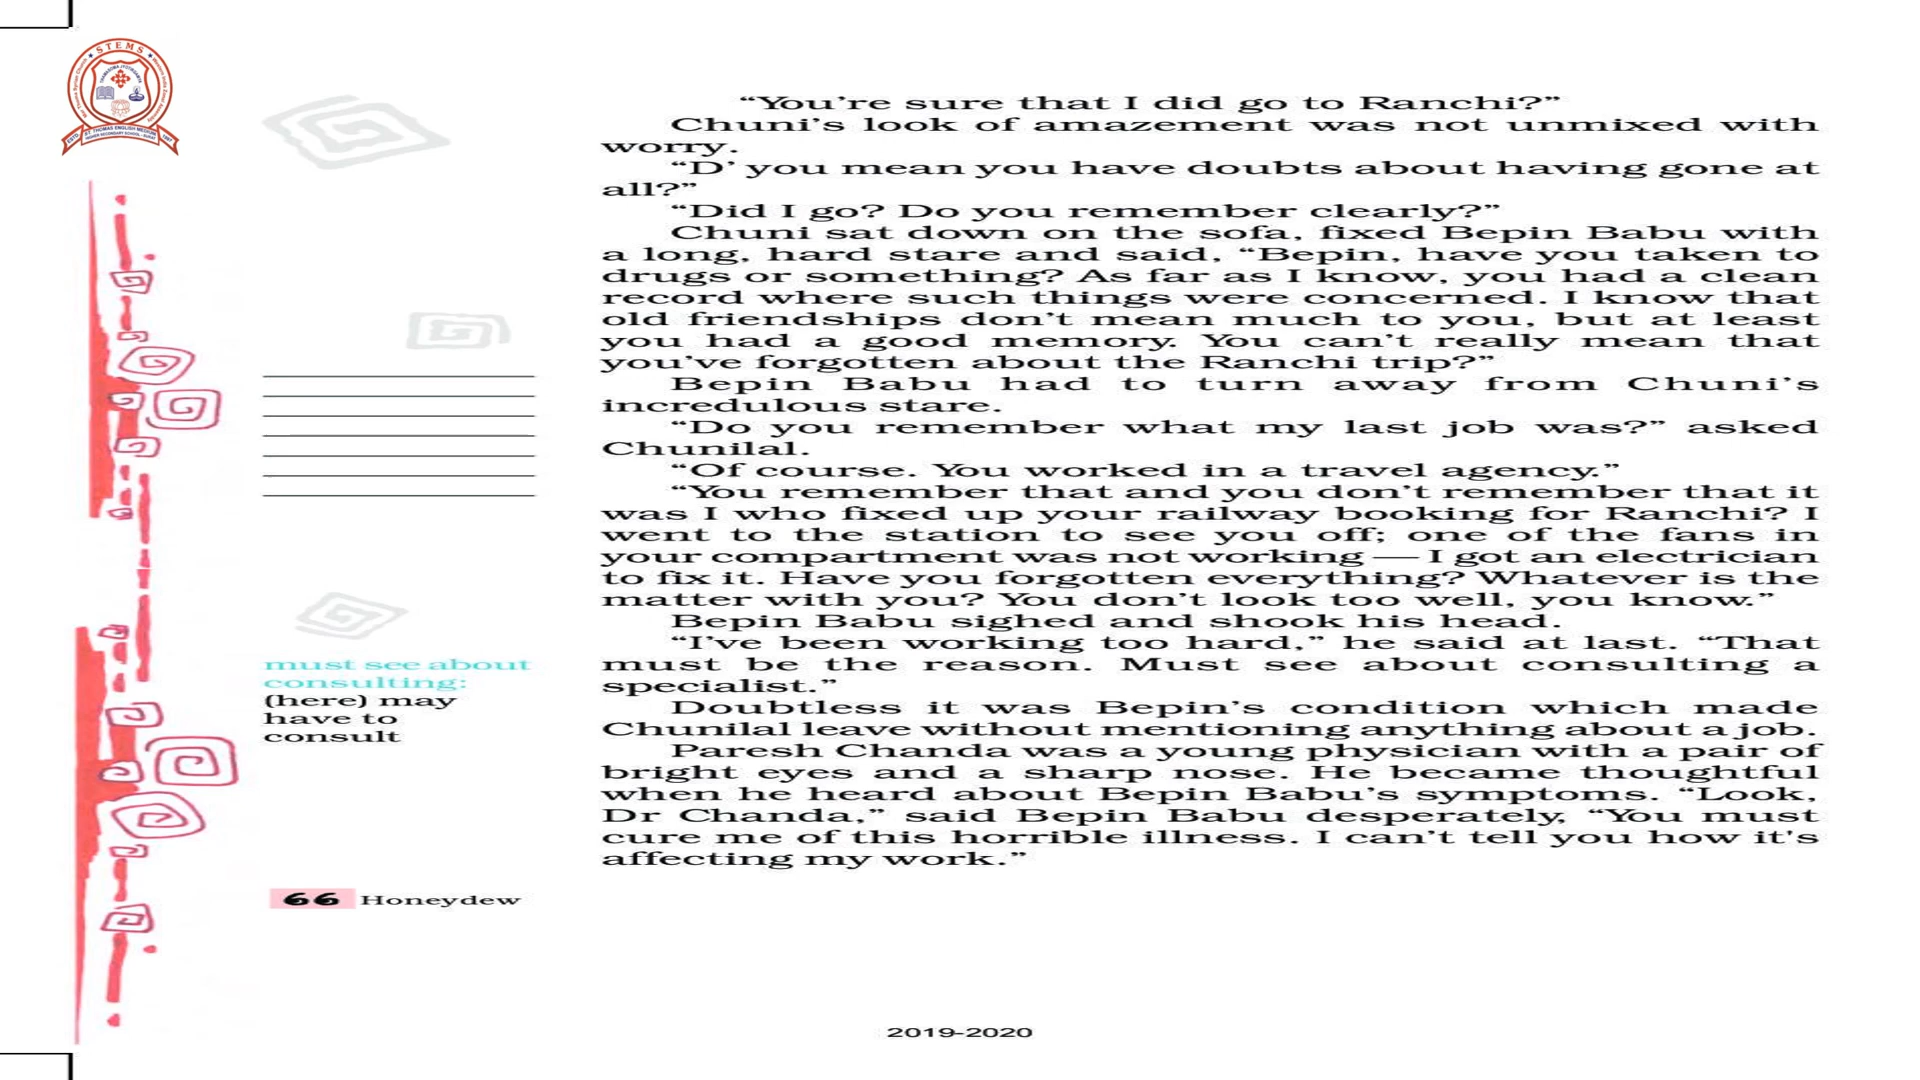 STEMS
ST. THOMAS ENGLISH MEDIUM
HIGHER SECONDARY SCHOOL
ESTD.
“You’re sure that I did go to Ranchi?”
Chuni’s look of amazement was not unmixed with
worry.
“D’ you mean you have doubts about having gone at
all?”
“Did I go? Do you remember clearly?”
Chuni sat down on the sofa, fixed Bepin Babu with
a long, hard stare and said, “Bepin, have you taken to
drugs or something? As far as I know, you had a clean
record where such things were concerned. I know that
old friendships don’t mean much to you, but at least
you had a good memory. You can’t really mean that
you’ve forgotten about the Ranchi trip?”
Bepin Babu had to turn away from Chuni’s
incredulous stare.
“Do you remember what my last job was?” asked
Chunilal.
“Of course. You worked in a travel agency.”
“You remember that and you don’t remember that it
was I who fixed up your railway booking for Ranchi? I
went to the station to see you off; one of the fans in
your compartment was not working — I got an electrician
to fix it. Have you forgotten everything? Whatever is the
matter with you? You don’t look too well, you know.”
Bepin Babu sighed and shook his head.
“I’ve been working too hard,” he said at last. “That
must be the reason. Must see about consulting a
specialist.”
Doubtless it was Bepin’s condition which made
Chunilal leave without mentioning anything about a job.
Paresh Chanda was a young physician with a pair of
bright eyes and a sharp nose. He became thoughtful
when he heard about Bepin Babu’s symptoms. “Look,
Dr Chanda,” said Bepin Babu desperately, “You must
cure me of this horrible illness. I can’t tell you how it's
affecting my work.”
must see about
consulting:
(here) may
have to
consult
66 Honeydew
2019-2020